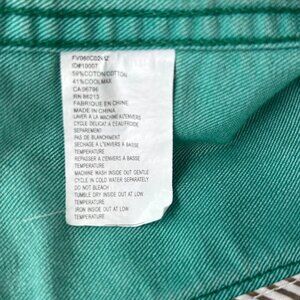 ID#10007
59%COTTON/COTTON
41%COOLMAX
CA 06796
RN 86213
FABRIQUE EN CHINE
MADE IN CHINA
LAVER A LA MACHINE A L'ENVERS
CYCLE DELICAT A L'EAU FROIDE
SEPAREMENT
PAS DE BLANCHIMENT
SECHAGE A L'ENVERS A BASSE
TEMPERATURE
REPASSER A L'ENVERS A BASSE
TEMPERATURE
MACHINE WASH INSIDE OUT GENTLE
CYCLE IN COLD WATER SEPARATELY
DO NOT BLEACH
TUMBLE DRY INSIDE OUT AT LOW
TEMPERATURE
IRON INSIDE OUT AT LOW
TEMPERATURE